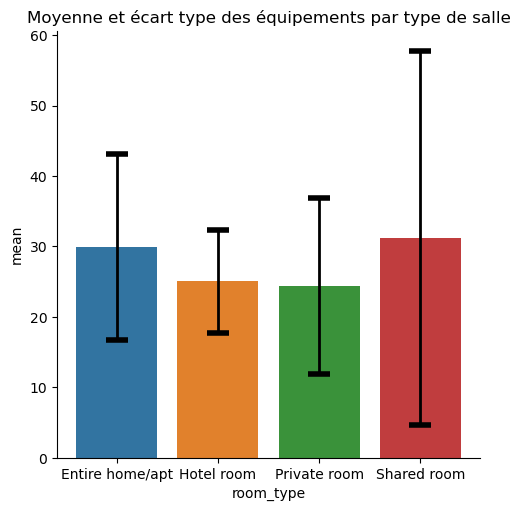 Moyenne et écart type des équipements par type de salle
60
50
40
30
20
10
0
mean
Entire home/apt Hotel room Private room Shared room
room_type